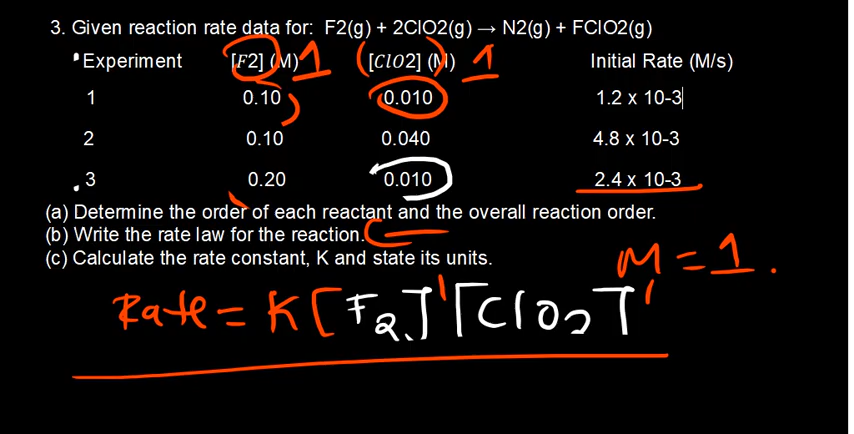 3. Given reaction rate data for: F2(g) + 2ClO2(g) → N2(g) + FClO2(g)
Experiment [F2] (M) 1 [ClO2] (M) 1 Initial Rate (M/s)
1 0.10 0.010 1.2 x 10-3
2 0.10 0.040 4.8 x 10-3
3 0.20 0.010 2.4 x 10-3
(a) Determine the order of each reactant and the overall reaction order.
(b) Write the rate law for the reaction.
(c) Calculate the rate constant, K and state its units.
M = 1.
Rate = K[F2]¹[ClO2]¹